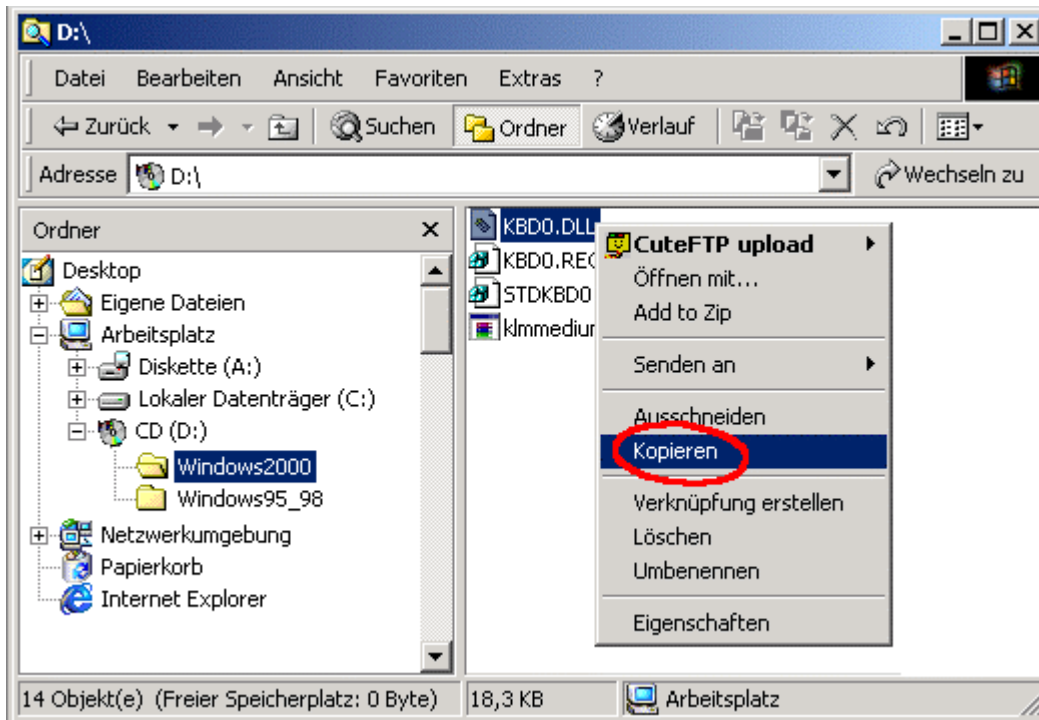 D:\
Datei Bearbeiten Ansicht Favoriten Extras ?
Zurück Suchen Ordner Verlauf
Adresse D:\ Wechseln zu
Ordner
Desktop
Eigene Dateien
Arbeitsplatz
Diskette (A:)
Lokaler Datenträger (C:)
CD (D:)
Windows2000
Windows95_98
Netzwerkumgebung
Papierkorb
Internet Explorer
KBD0.DLL
KBD0.REG
STDKBD0
klmmedium
CuteFTP upload
Öffnen mit...
Add to Zip
Senden an
Ausschneiden
Kopieren
Verknüpfung erstellen
Löschen
Umbenennen
Eigenschaften
14 Objekt(e) (Freier Speicherplatz: 0 Byte) 18,3 KB Arbeitsplatz